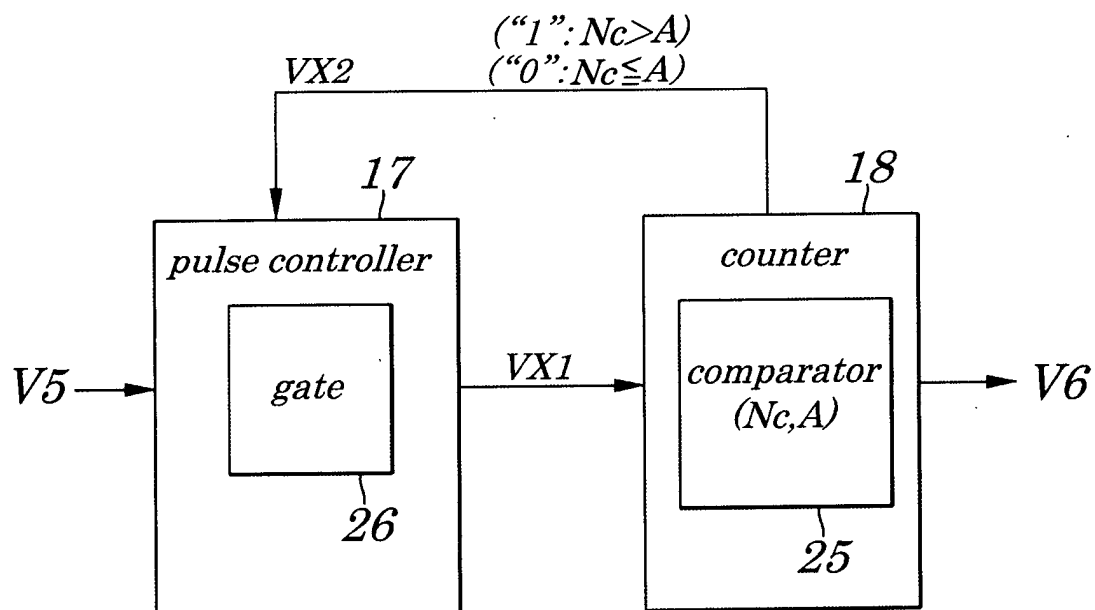 ("1": Nc>A)
VX2
("0": Nc≦A)
17
18
pulse controller
counter
V5
gate
VX1
comparator
(Nc,A)
V6
26
25